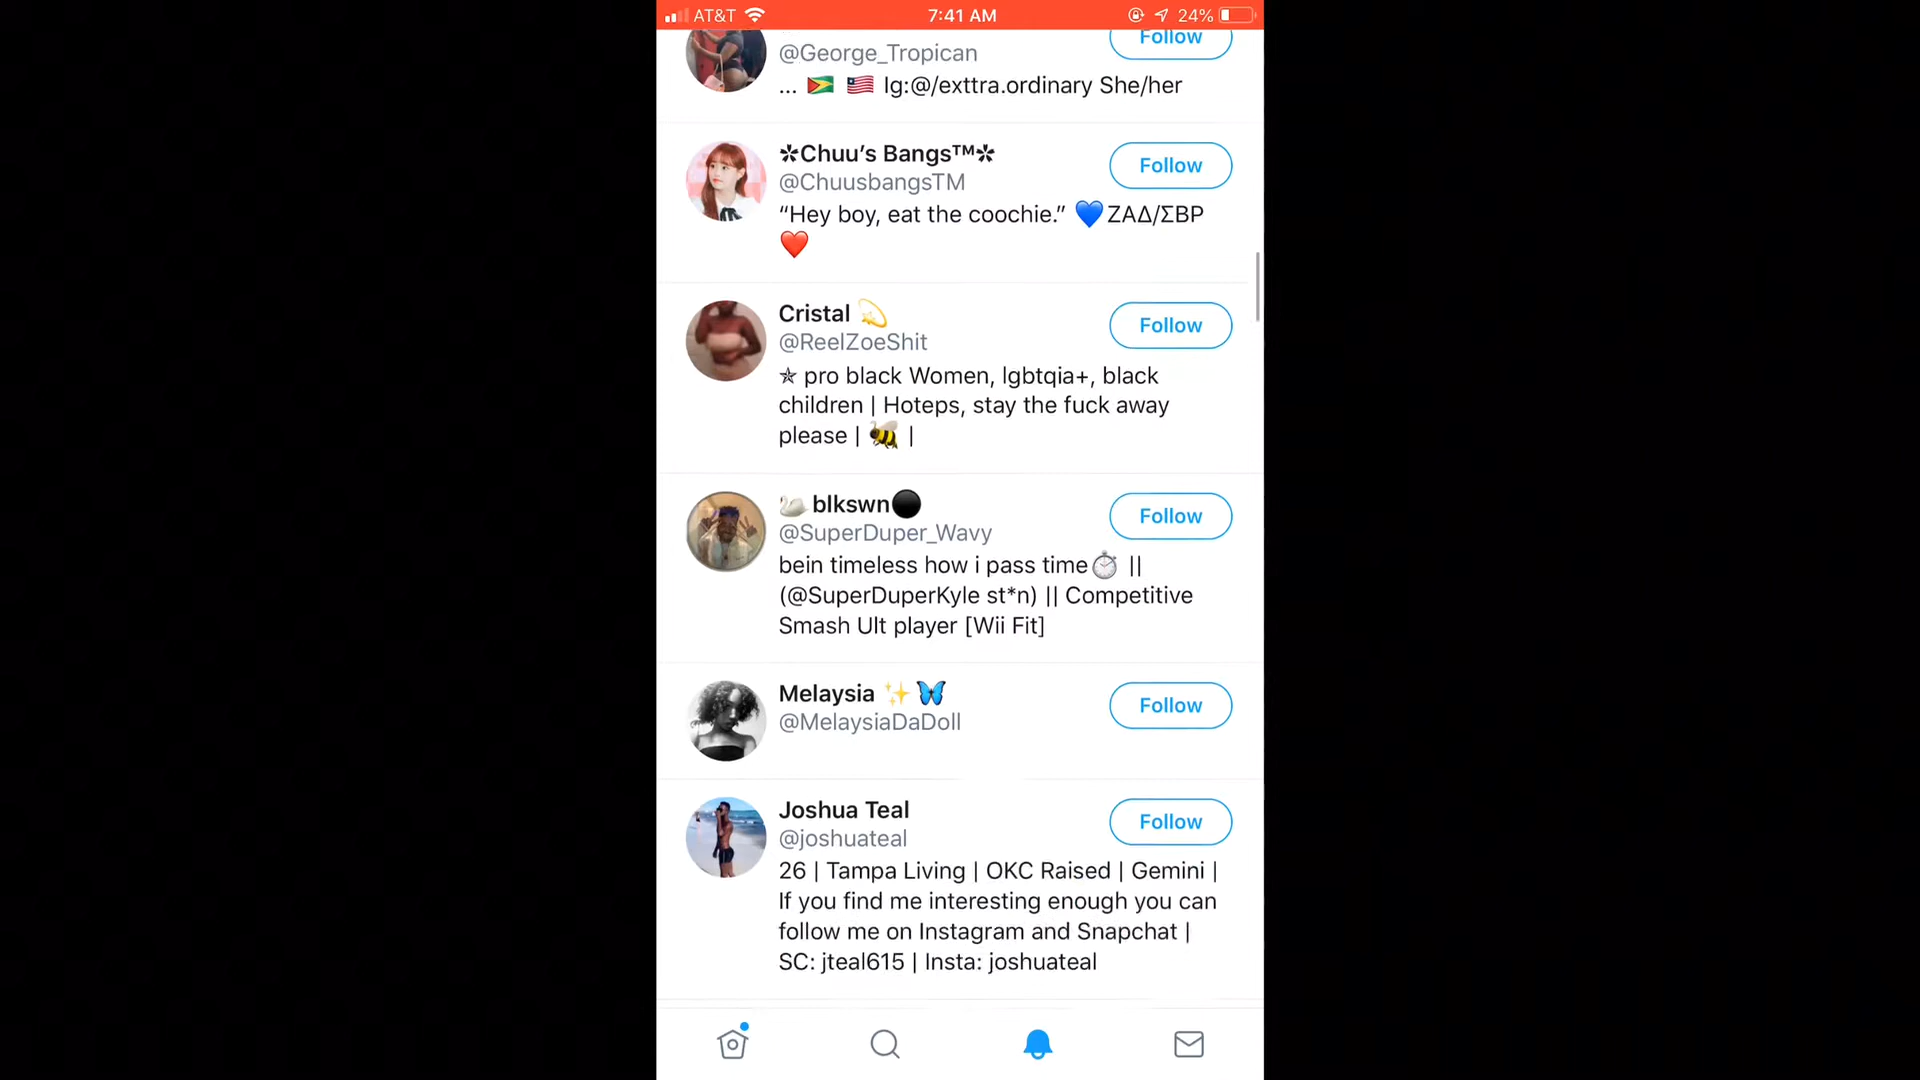 AT&T 7:41 AM 24%
@George_Tropican Follow
... 🇬🇾 🇱🇷 Ig:@/exttra.ordinary She/her
✲Chuu’s Bangs™✲ Follow
@ChuusbangsTM
“Hey boy, eat the coochie.” 💙ΖΑΔ/ΣΒΡ
❤️
Cristal 💫 Follow
@ReelZoeShit
✯ pro black Women, lgbtqia+, black
children | Hoteps, stay the fuck away
please | 🐝 |
🦢blkswn⚫ Follow
@SuperDuper_Wavy
bein timeless how i pass time⏱ ||
(@SuperDuperKyle st*n) || Competitive
Smash Ult player [Wii Fit]
Melaysia ✨🦋 Follow
@MelaysiaDaDoll
Joshua Teal Follow
@joshuateal
26 | Tampa Living | OKC Raised | Gemini |
If you find me interesting enough you can
follow me on Instagram and Snapchat |
SC: jteal615 | Insta: joshuateal